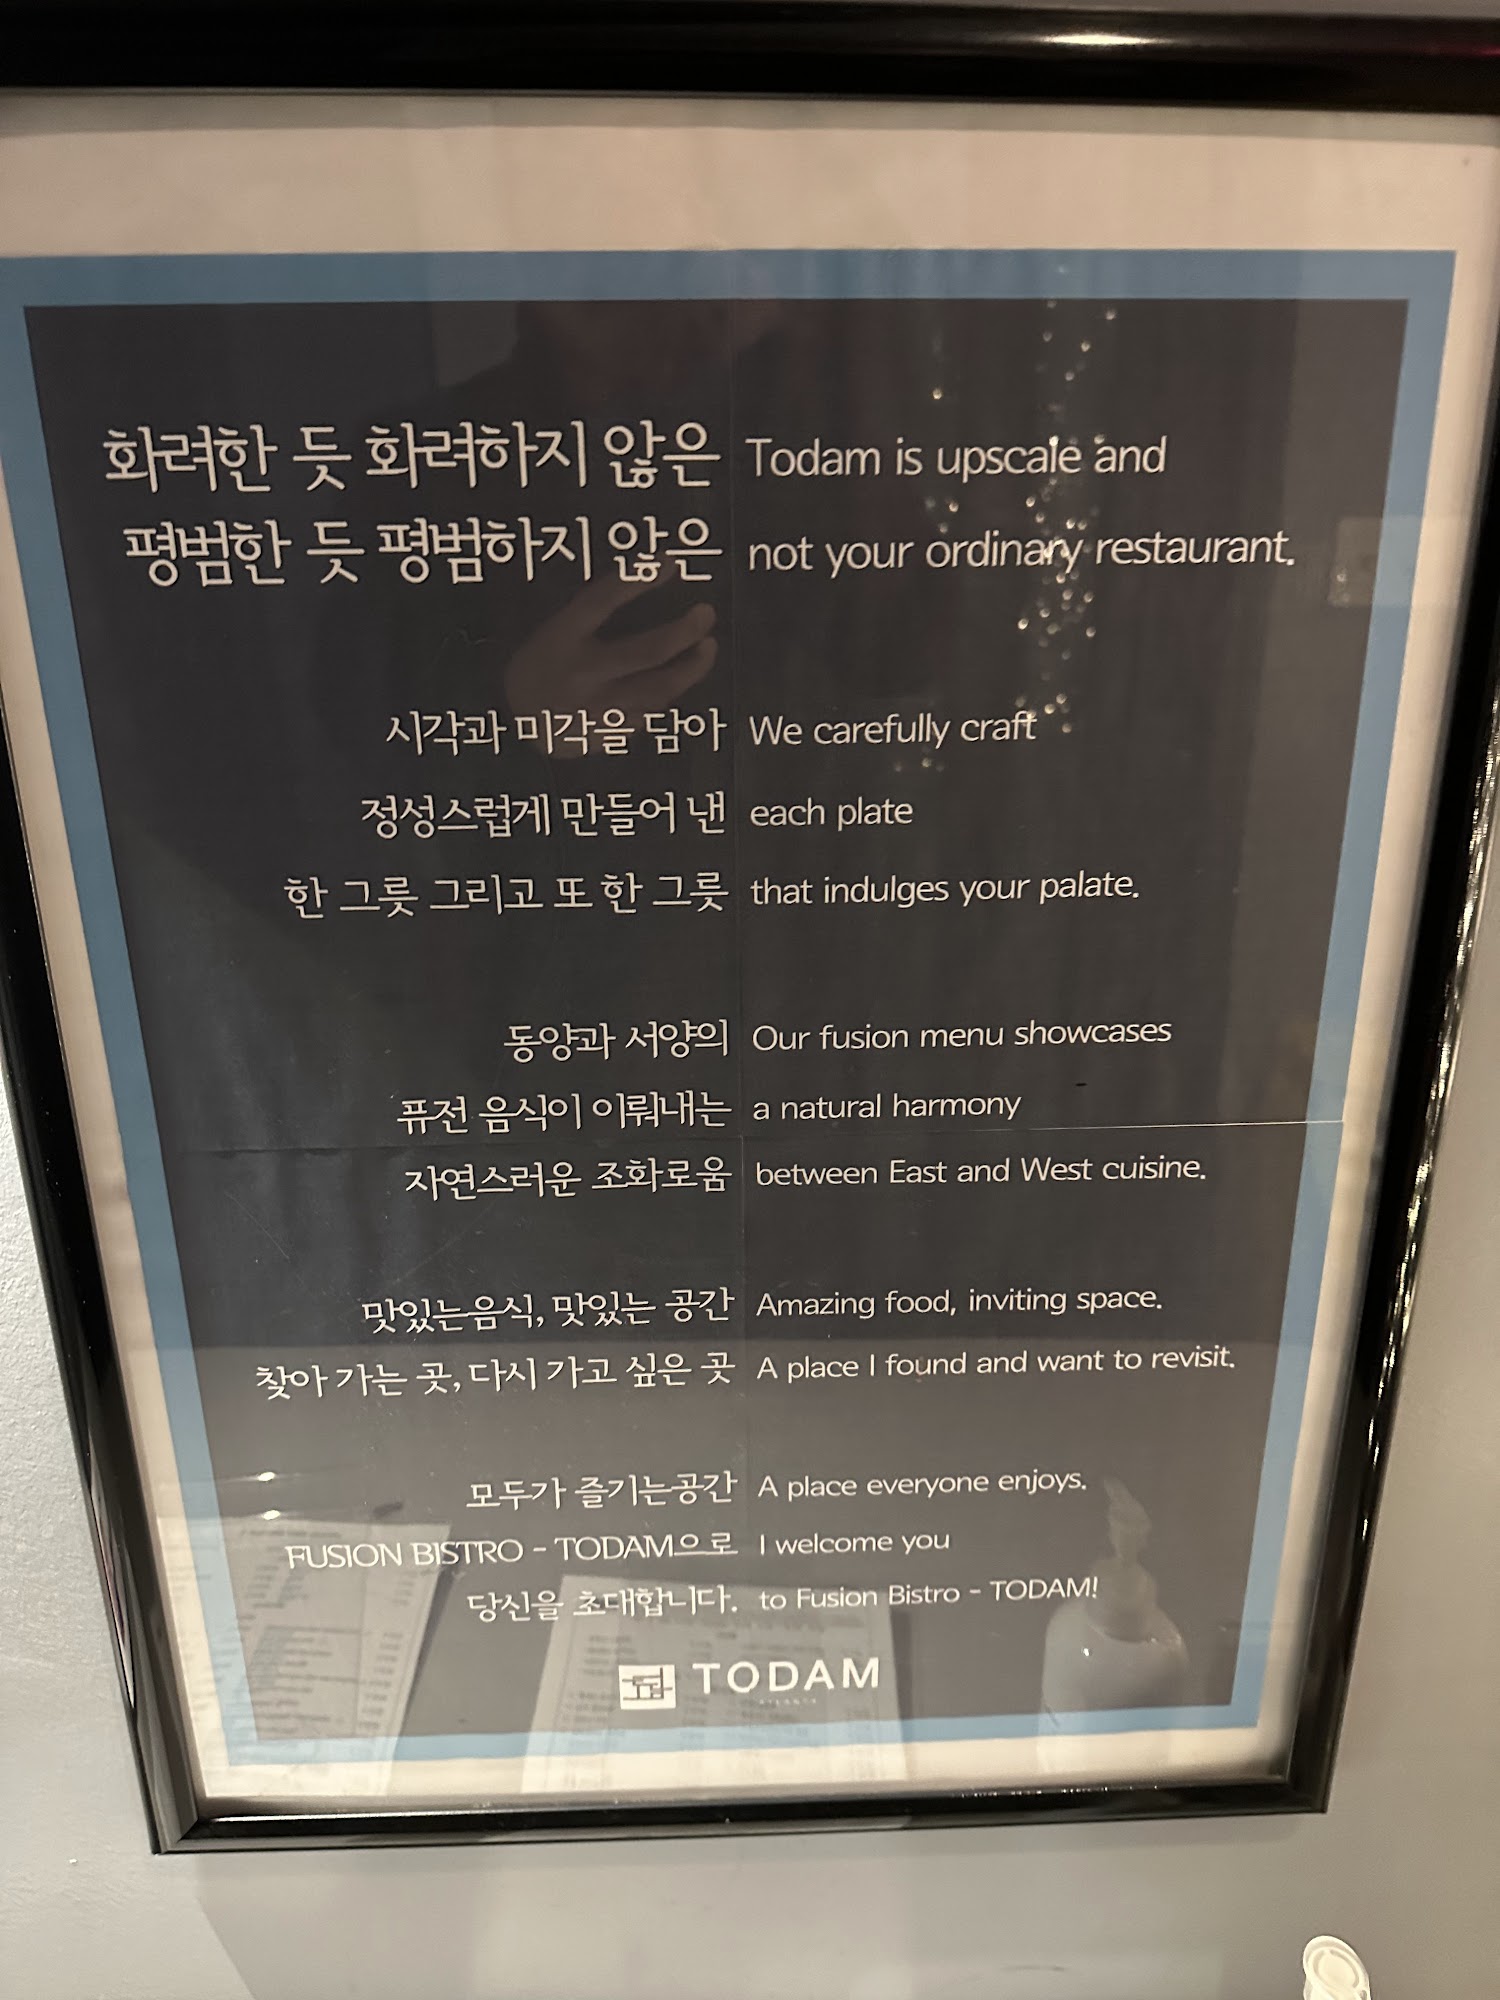 화려한 듯 화려하지 않은 Todam is upscale and
평범한 듯 평범하지 않은 not your ordinary restaurant.
시각과 미각을 담아 We carefully craft
정성스럽게 만들어 낸 each plate
한 그릇 그리고 또 한 그릇 that indulges your palate.
동양과 서양의 Our fusion menu showcases
퓨전 음식이 이뤄내는 a natural harmony
자연스러운 조화로움 between East and West cuisine.
맛있는음식, 맛있는 공간 Amazing food, inviting space.
찾아 가는 곳, 다시 가고 싶은 곳 A place I found and want to revisit.
모두가 즐기는공간 A place everyone enjoys.
FUSION BISTRO - TODAM으로 I welcome you
당신을 초대합니다. to Fusion Bistro - TODAM!
TODAM